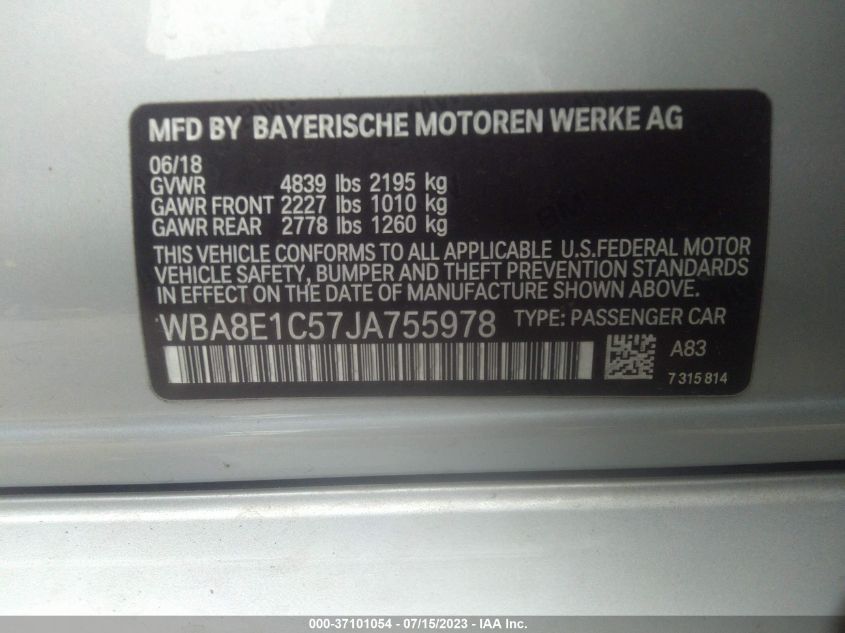 MFD BY BAYERISCHE MOTOREN WERKE AG
06/18
GVWR 4839 lbs 2195 kg
GAWR FRONT 2227 lbs 1010 kg
GAWR REAR 2778 lbs 1260 kg
THIS VEHICLE CONFORMS TO ALL APPLICABLE U.S.FEDERAL MOTOR
VEHICLE SAFETY, BUMPER AND THEFT PREVENTION STANDARDS
IN EFFECT ON THE DATE OF MANUFACTURE SHOWN ABOVE.
WBA8E1C57JA755978 TYPE: PASSENGER CAR
A83
7 315 814
000-37101054 - 07/15/2023 - IAA Inc.